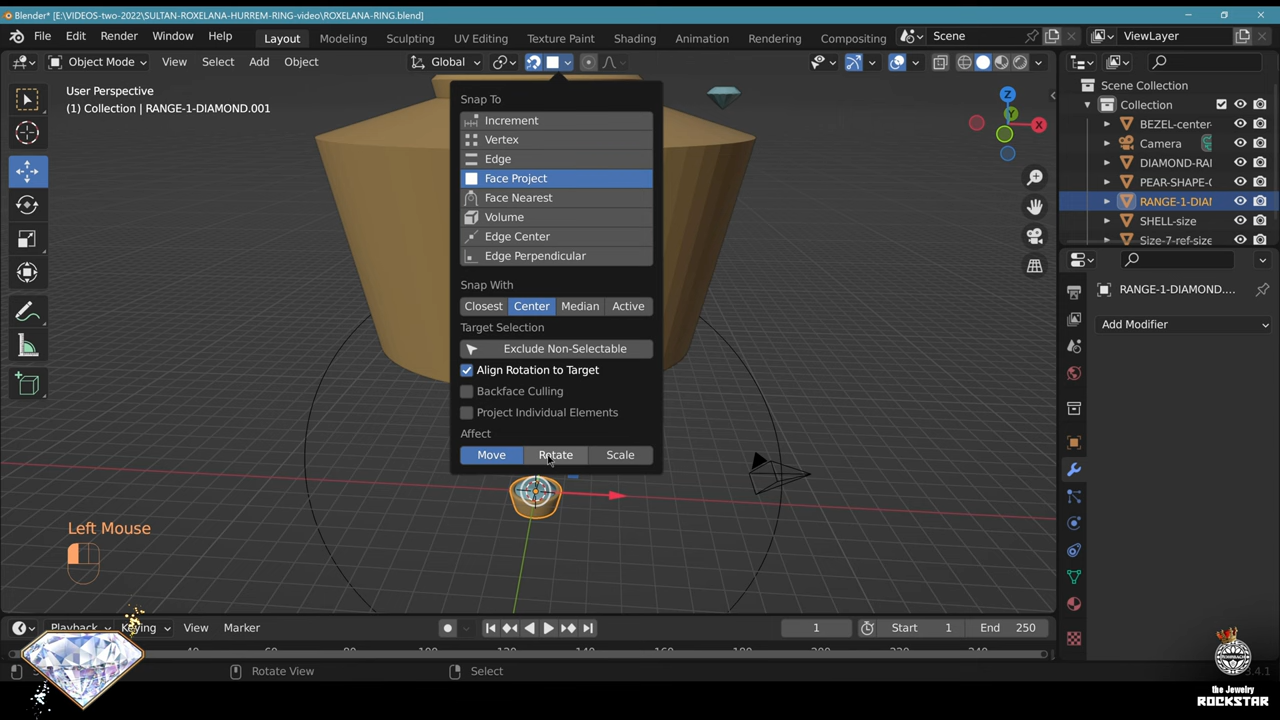 Blender* [E:\VIDEOS-two-2022\SULTAN-ROXELANA-HURREM-RING-video\ROXELANA-RING.blend]
File Edit Render Window Help Layout Modeling Sculpting UV Editing Texture Paint Shading Animation Rendering Compositing Scene ViewLayer
Object Mode View Select Add Object Global
User Perspective
(1) Collection | RANGE-1-DIAMOND.001
Snap To
Increment
Vertex
Edge
Face Project
Face Nearest
Volume
Edge Center
Edge Perpendicular
Snap With
Closest Center Median Active
Target Selection
Exclude Non-Selectable
Align Rotation to Target
Backface Culling
Project Individual Elements
Affect
Move Rotate Scale
Z
Y
X
Scene Collection
Collection
BEZEL-center-
Camera
DIAMOND-RAI
PEAR-SHAPE-(
RANGE-1-DIAI
SHELL-size
Size-7-ref-size
RANGE-1-DIAMOND....
Add Modifier
Left Mouse
Playback Keying View Marker 1 Start 1 End 250
Rotate View Select
the Jewelry
ROCKSTAR